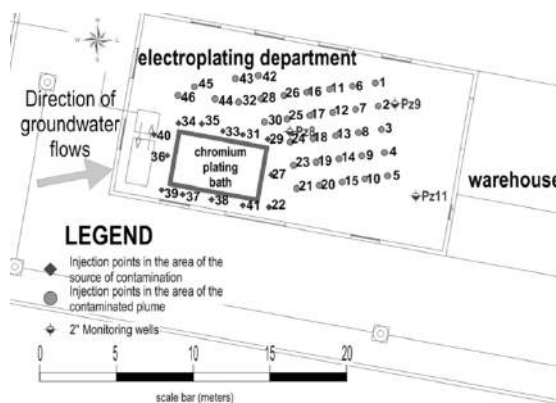 N
W
E
S
electroplating department
43 42
45
46
44 32 28 26 16 11 6 1
30 25 17 12 7 2 Pz9
34 35
33 31
40
29 24 Pz8 18 13 8 3
36
chromium
plating
bath
27 23 19 14 9 4
21 20 15 10 5
39 37 38 41 22
Pz11
Direction of
groundwater
flows
warehouse
LEGEND
Injection points in the area of the
source of contamination
Injection points in the area of the
contaminated plume
2" Monitoring wells
0 5 10 15 20
scale bar (meters)